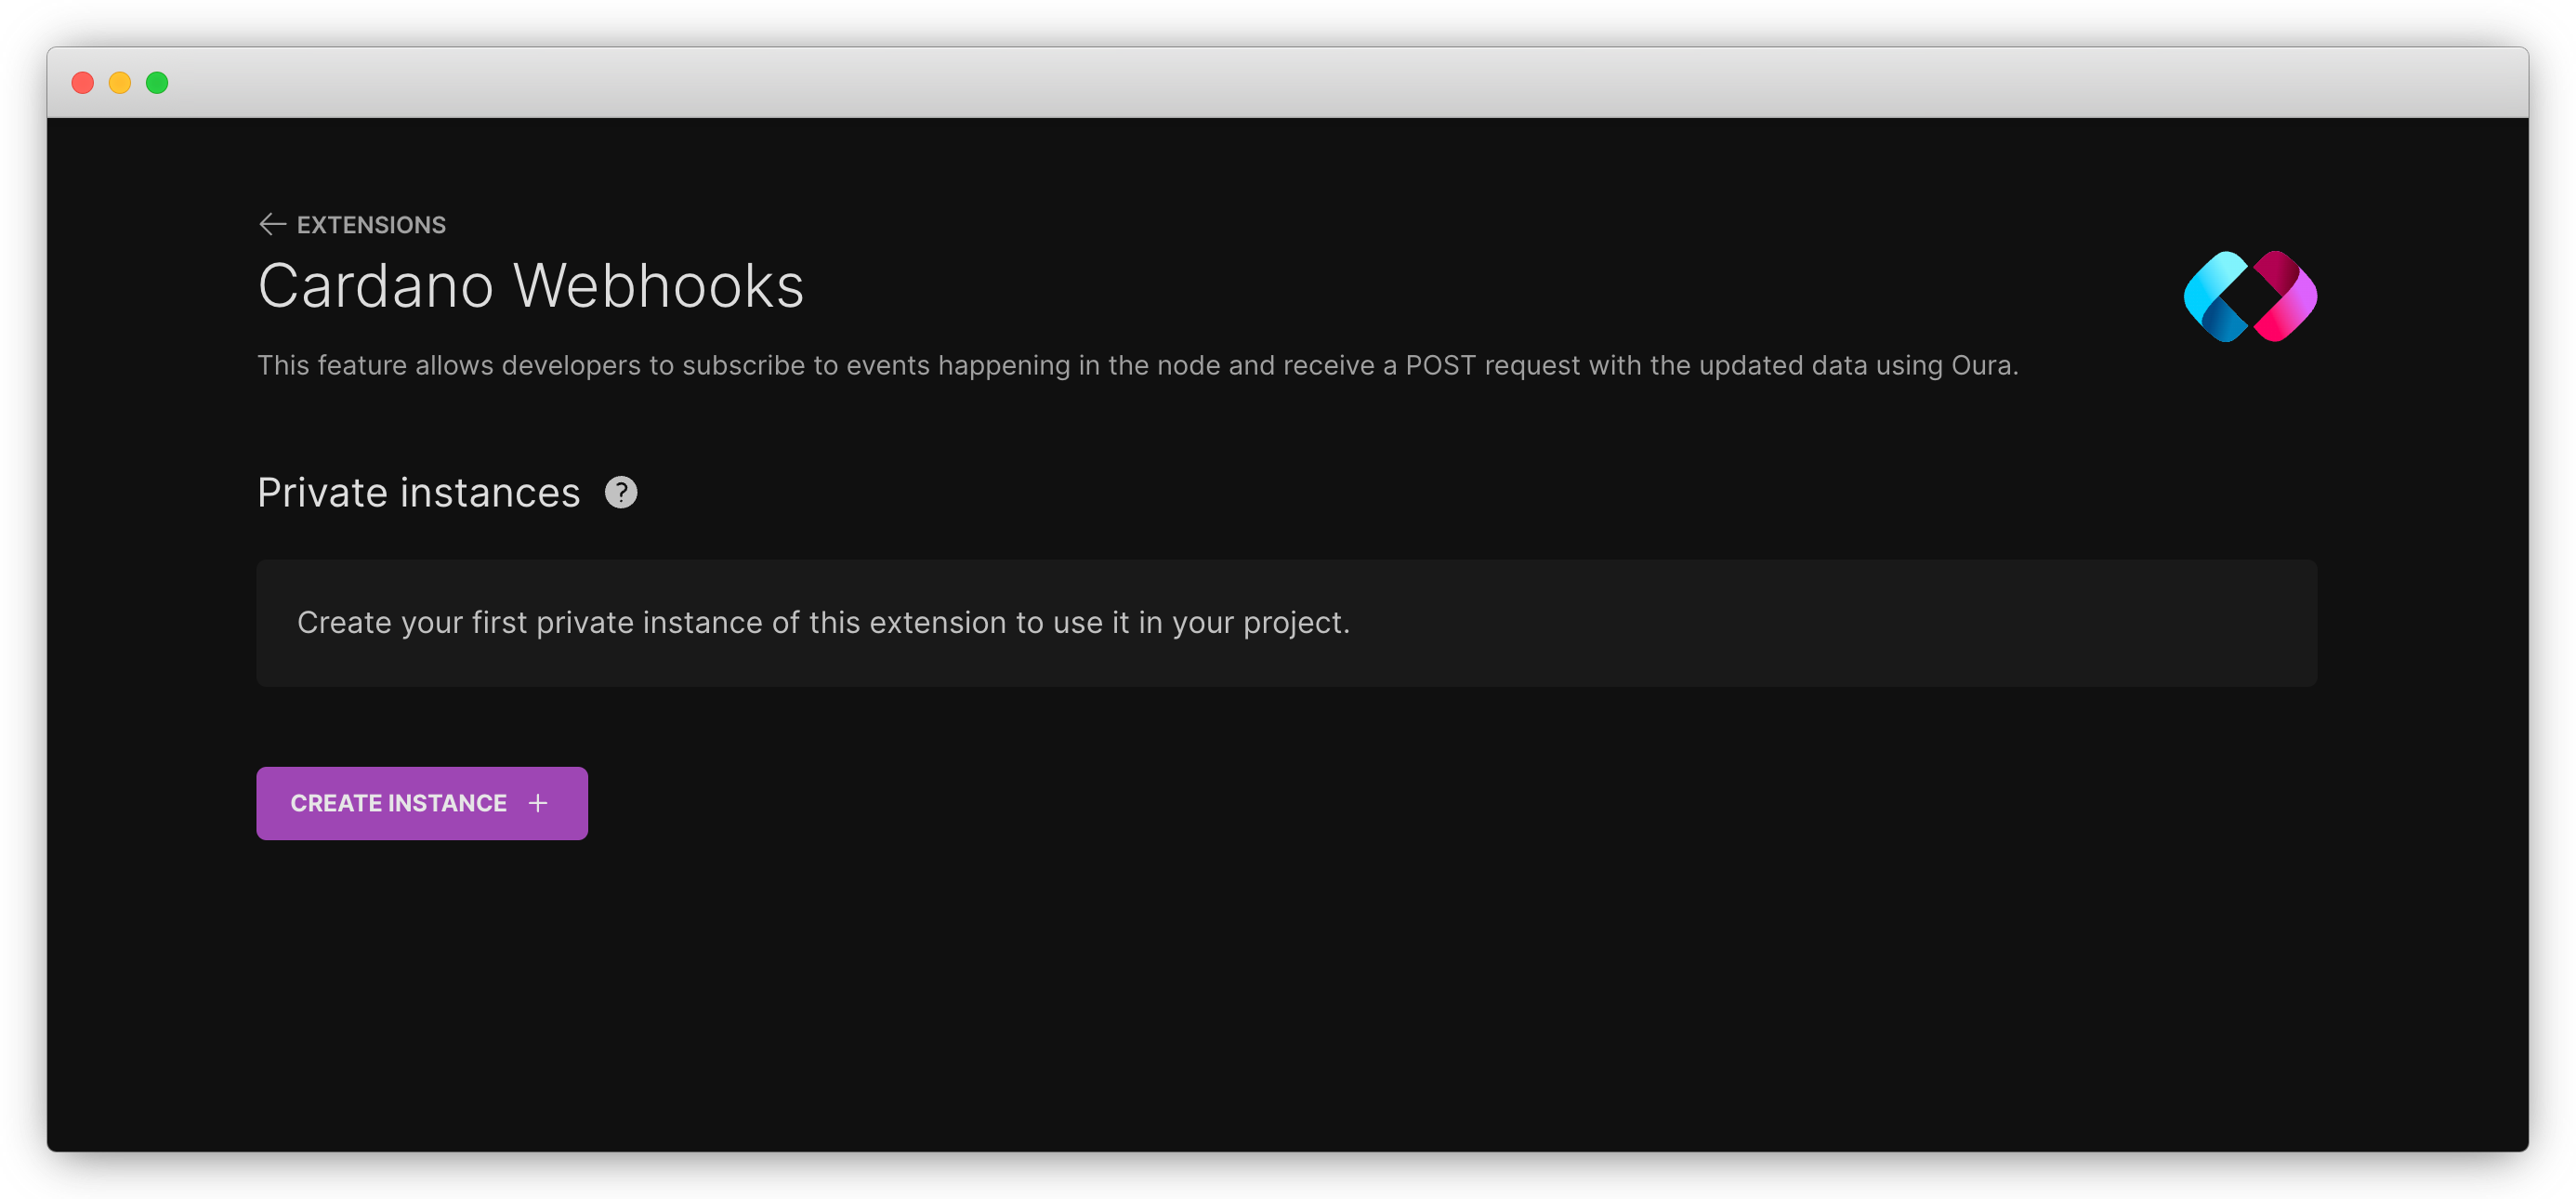 EXTENSIONS
Cardano Webhooks
This feature allows developers to subscribe to events happening in the node and receive a POST request with the updated data using Oura.
Private instances ?
Create your first private instance of this extension to use it in your project.
CREATE INSTANCE +